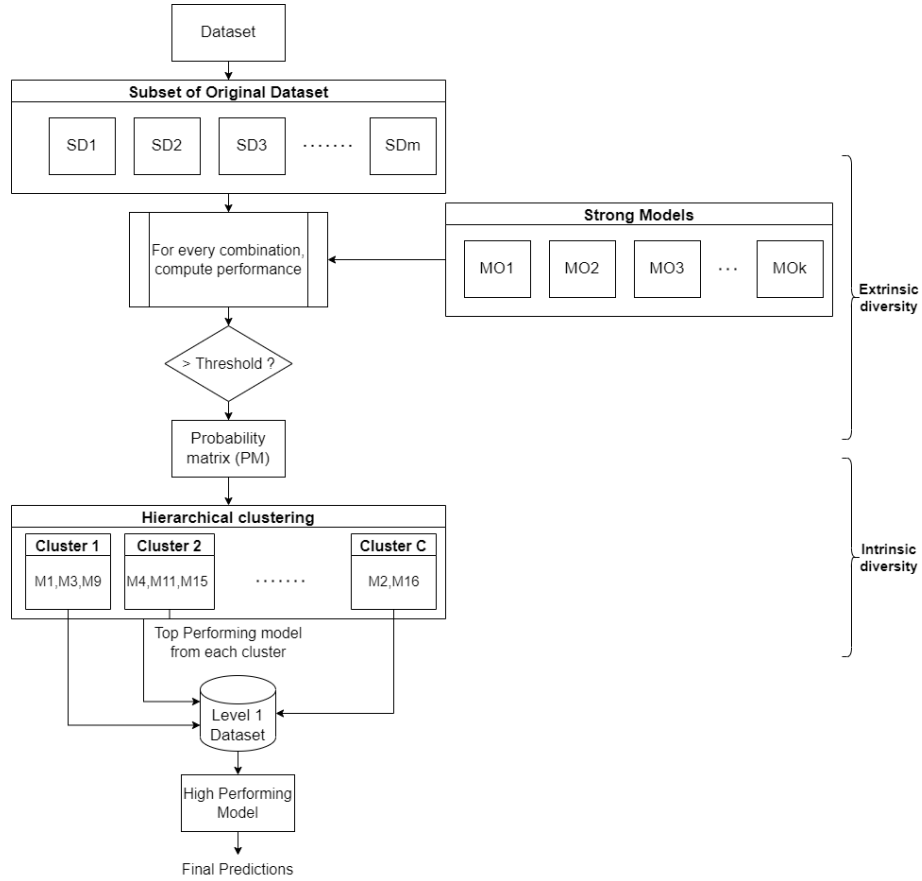 Dataset
Subset of Original Dataset
SD1
SD2
SD3
.......
SDm
Strong Models
MO1
MO2
MO3
...
MOk
For every combination,
compute performance
> Threshold ?
Probability
matrix (PM)
Extrinsic
diversity
Hierarchical clustering
Cluster 1
M1,M3,M9
Cluster 2
M4,M11,M15
.......
Cluster C
M2,M16
Intrinsic
diversity
Top Performing model
from each cluster
Level 1
Dataset
High Performing
Model
Final Predictions